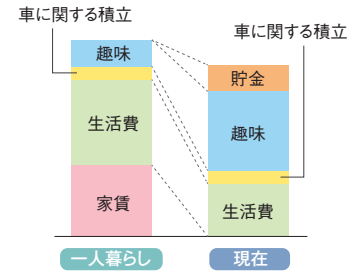 車に関する積立
車に関する積立
趣味
貯金
生活費
趣味
家賃
生活費
一人暮らし
現在